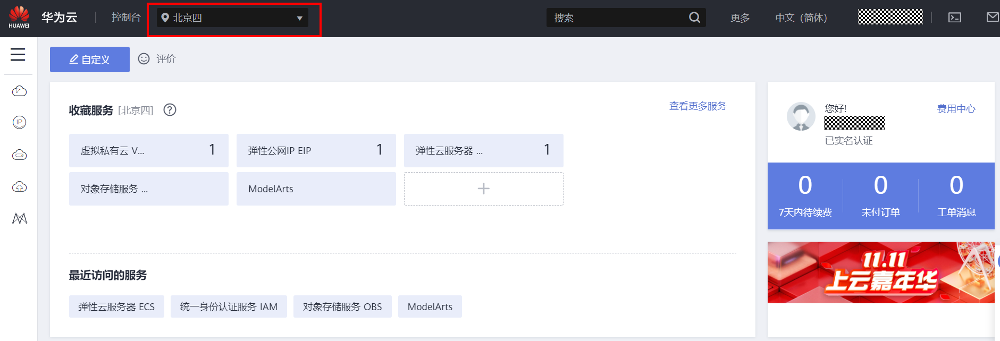 HUAWEI
华为云
控制台
北京四
搜索
更多
中文（简体）
自定义
评价
收藏服务 [北京四] ?
查看更多服务
虚拟私有云 V... 1
弹性公网IP EIP 1
弹性云服务器 ... 1
对象存储服务 ...
ModelArts
最近访问的服务
弹性云服务器 ECS
统一身份认证服务 IAM
对象存储服务 OBS
ModelArts
IP
您好!
费用中心
已实名认证
0
7天内待续费
0
未付订单
0
工单消息
11.11
上云嘉年华